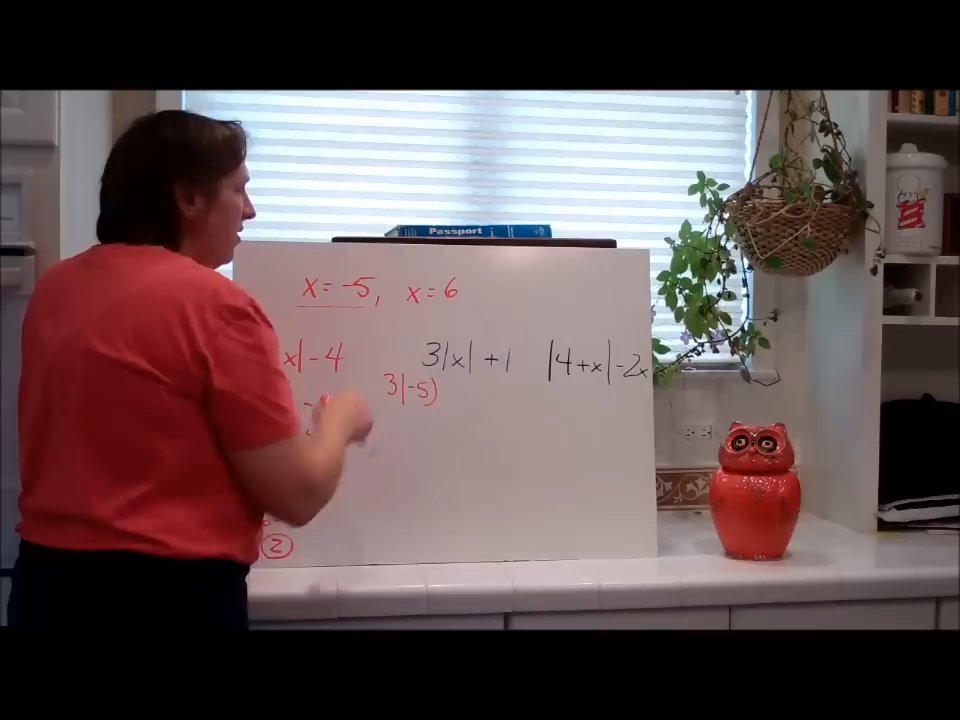 Passport
x = -5, x = 6
x| - 4
3|x| + 1
|4+x| - 2x
3|-5)
2